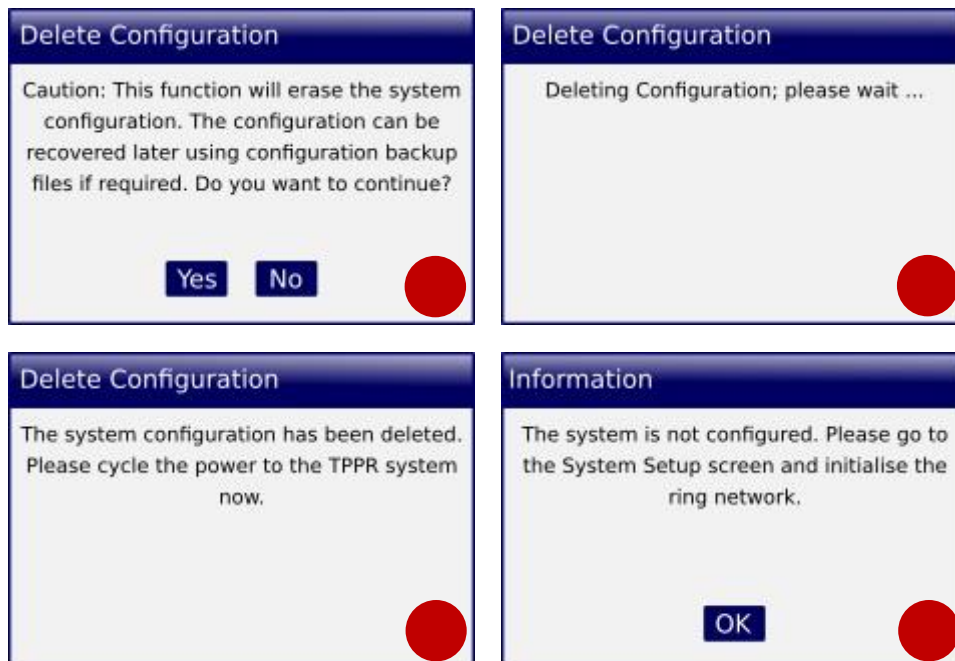 Delete Configuration
Caution: This function will erase the system
configuration. The configuration can be
recovered later using configuration backup
files if required. Do you want to continue?
Yes No
Delete Configuration
Deleting Configuration; please wait ...
Delete Configuration
The system configuration has been deleted.
Please cycle the power to the TPPR system
now.
Information
The system is not configured. Please go to
the System Setup screen and initialise the
ring network.
OK